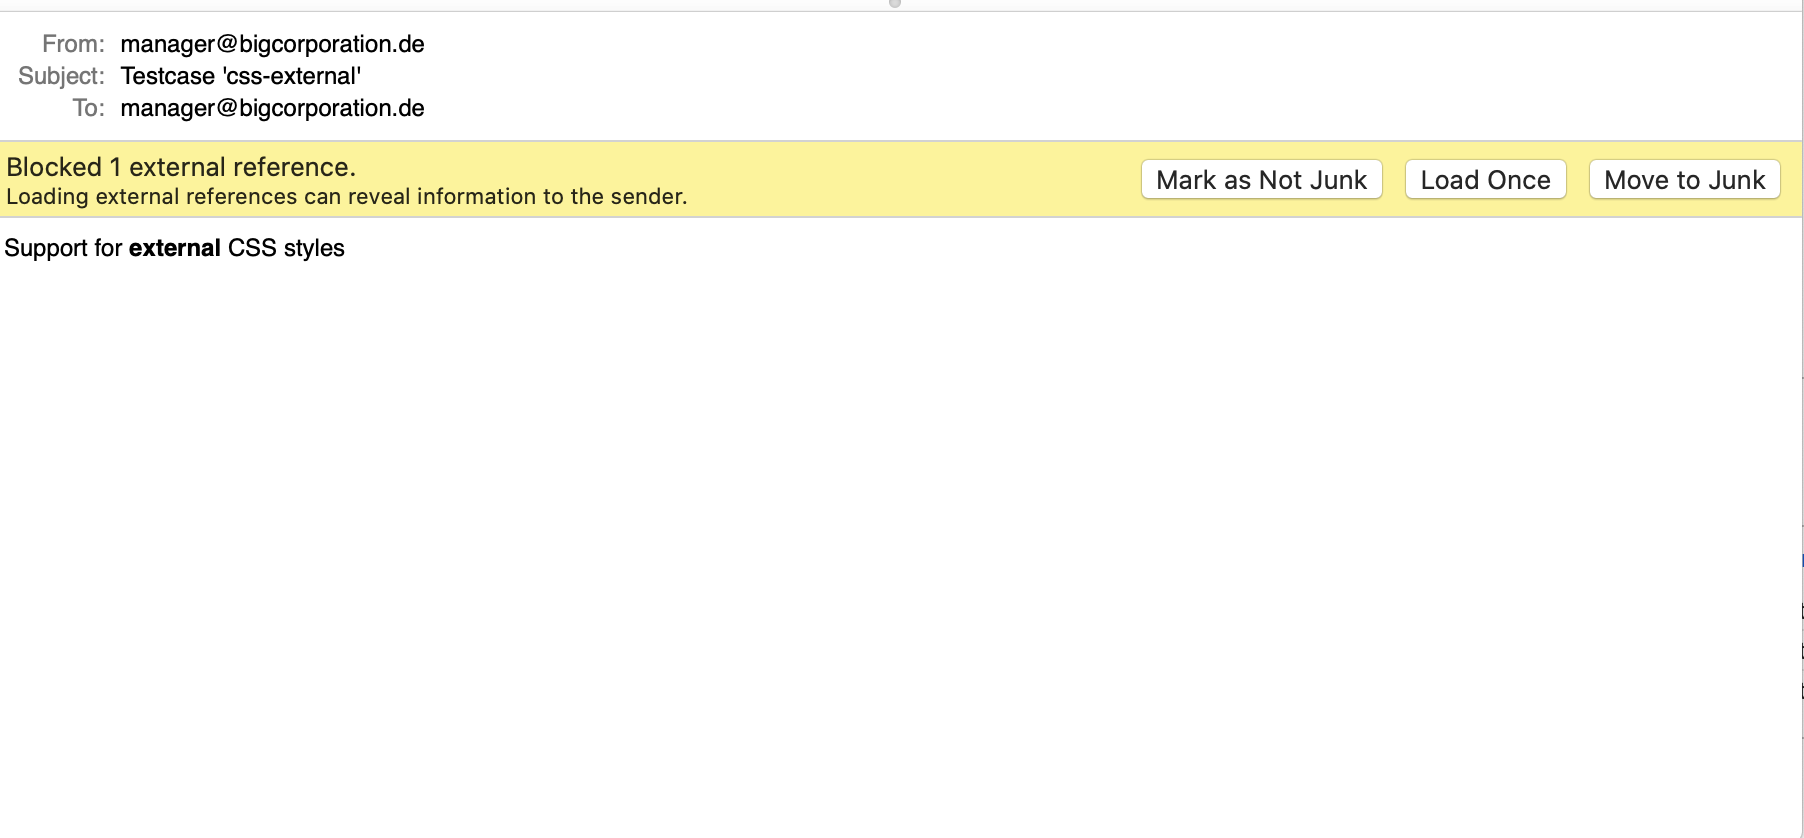 From: manager@bigcorporation.de
Subject: Testcase 'css-external'
To: manager@bigcorporation.de
Blocked 1 external reference.
Loading external references can reveal information to the sender.
Mark as Not Junk
Load Once
Move to Junk
Support for external CSS styles